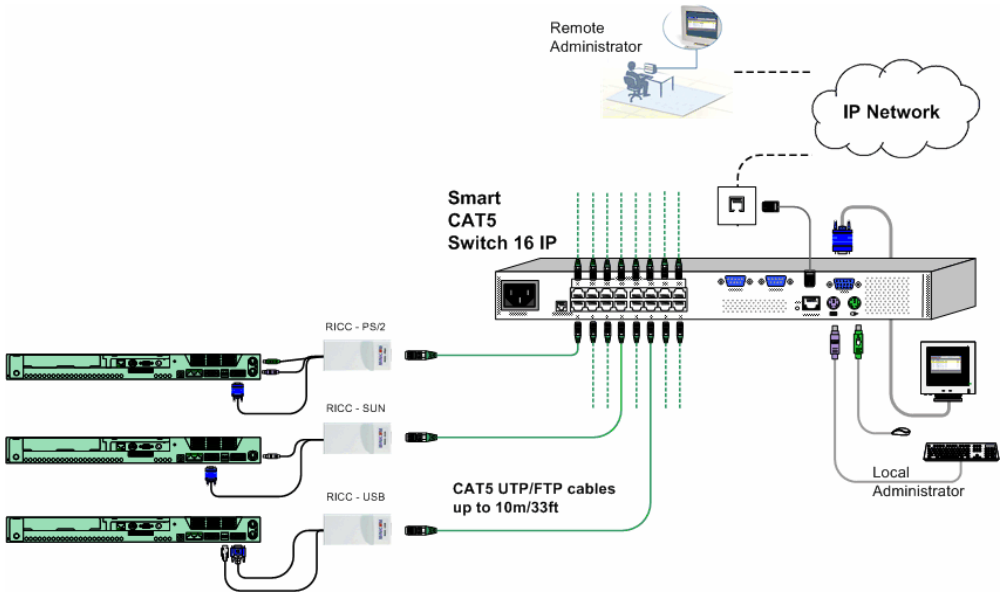 Remote
Administrator
IP Network
Smart
CAT5
Switch 16 IP
RICC - PS/2
RICC - SUN
RICC - USB
CAT5 UTP/FTP cables
up to 10m/33ft
Local
Administrator